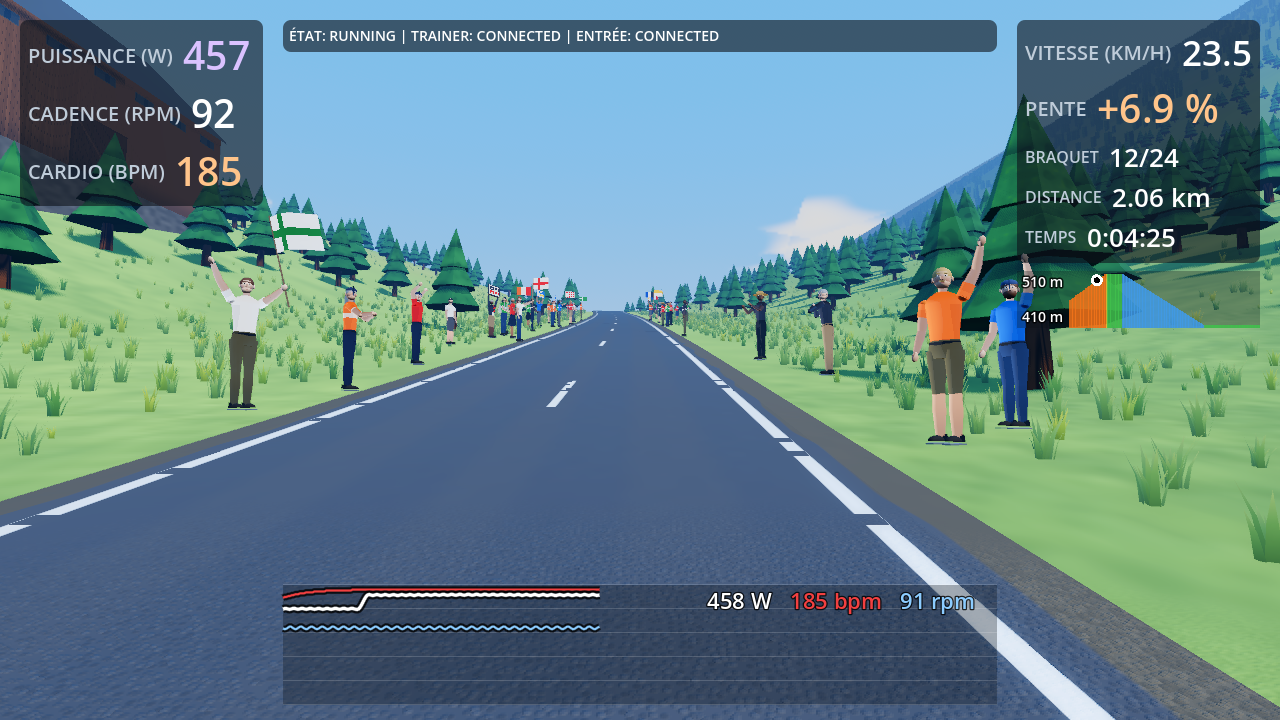 PUISSANCE (W) 457
CADENCE (RPM) 92
CARDIO (BPM) 185
ÉTAT: RUNNING | TRAINER: CONNECTED | ENTRÉE: CONNECTED
VITESSE (KM/H) 23.5
PENTE +6.9 %
BRAQUET 12/24
DISTANCE 2.06 km
TEMPS 0:04:25
510 m
410 m
458 W 185 bpm 91 rpm